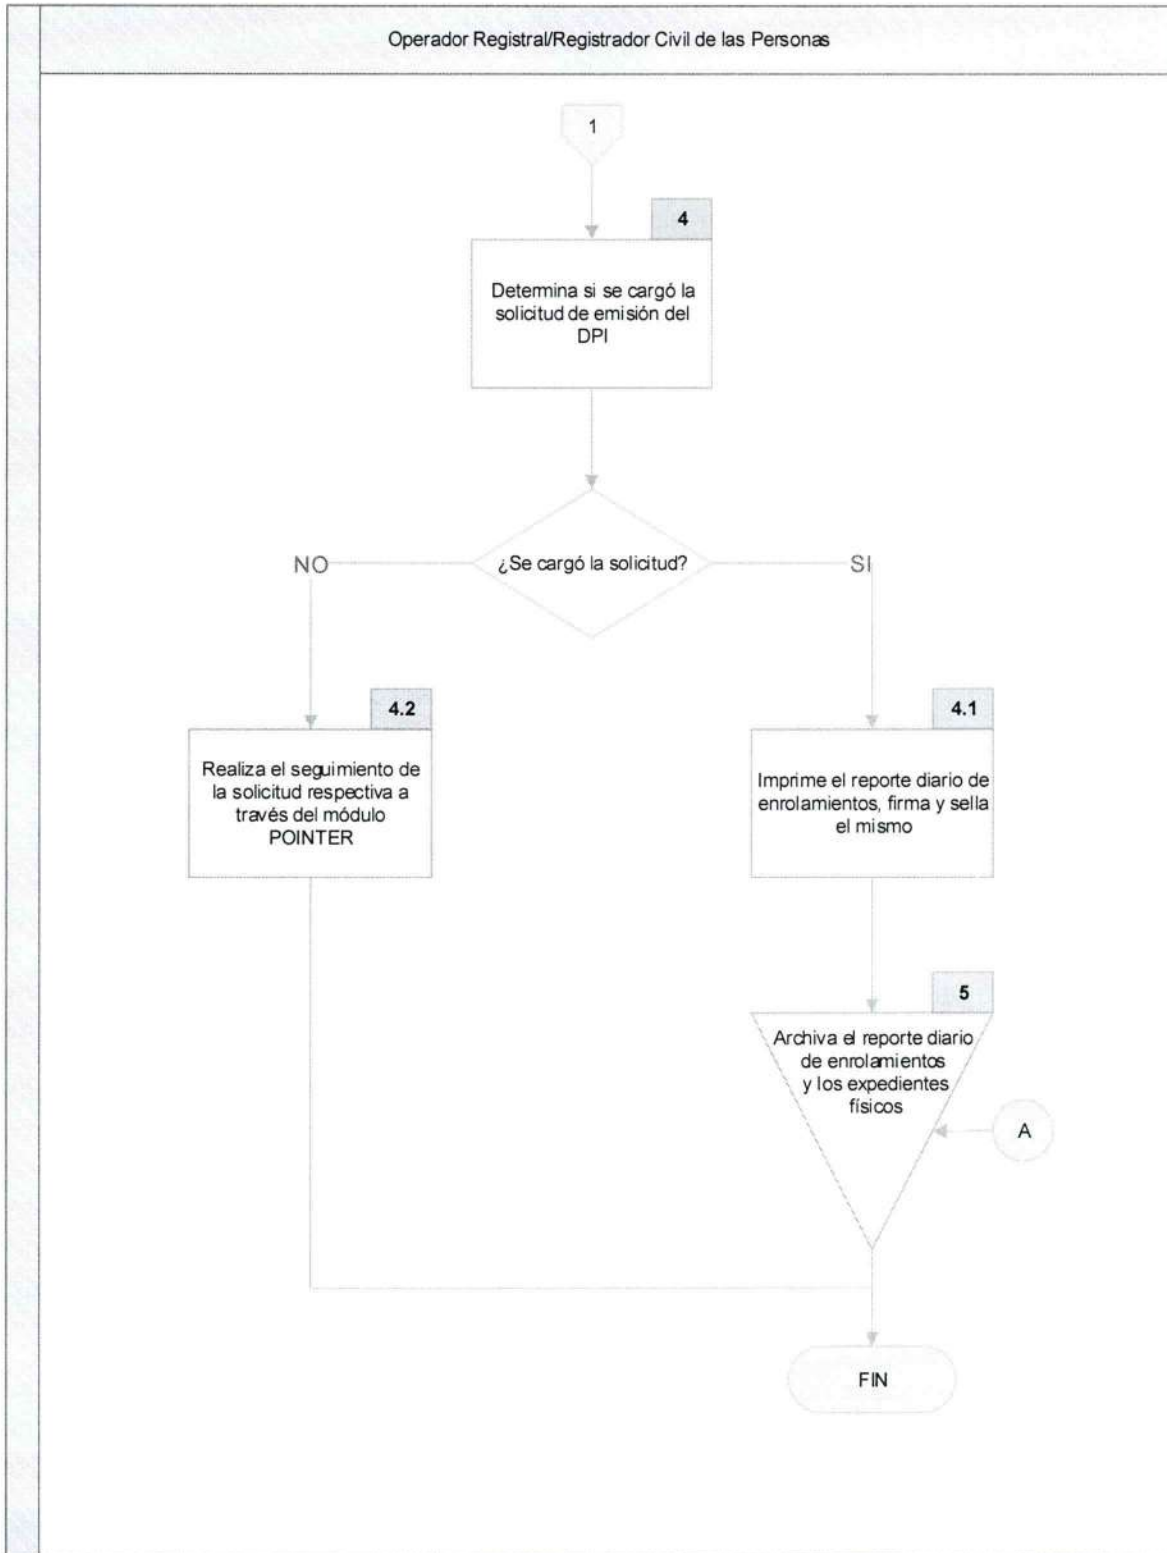 Operador Registral/Registrador Civil de las Personas
1
4
Determina si se cargó la
solicitud de emisión del
DPI
¿Se cargó la solicitud?
NO
SI
4.2
Realiza el seguimiento de
la solicitud respectiva a
través del módulo
POINTER
4.1
Imprime el reporte diario de
enrolamientos, firma y sella
el mismo
5
Archiva el reporte diario
de enrolamientos
y los expedientes
físicos
A
FIN